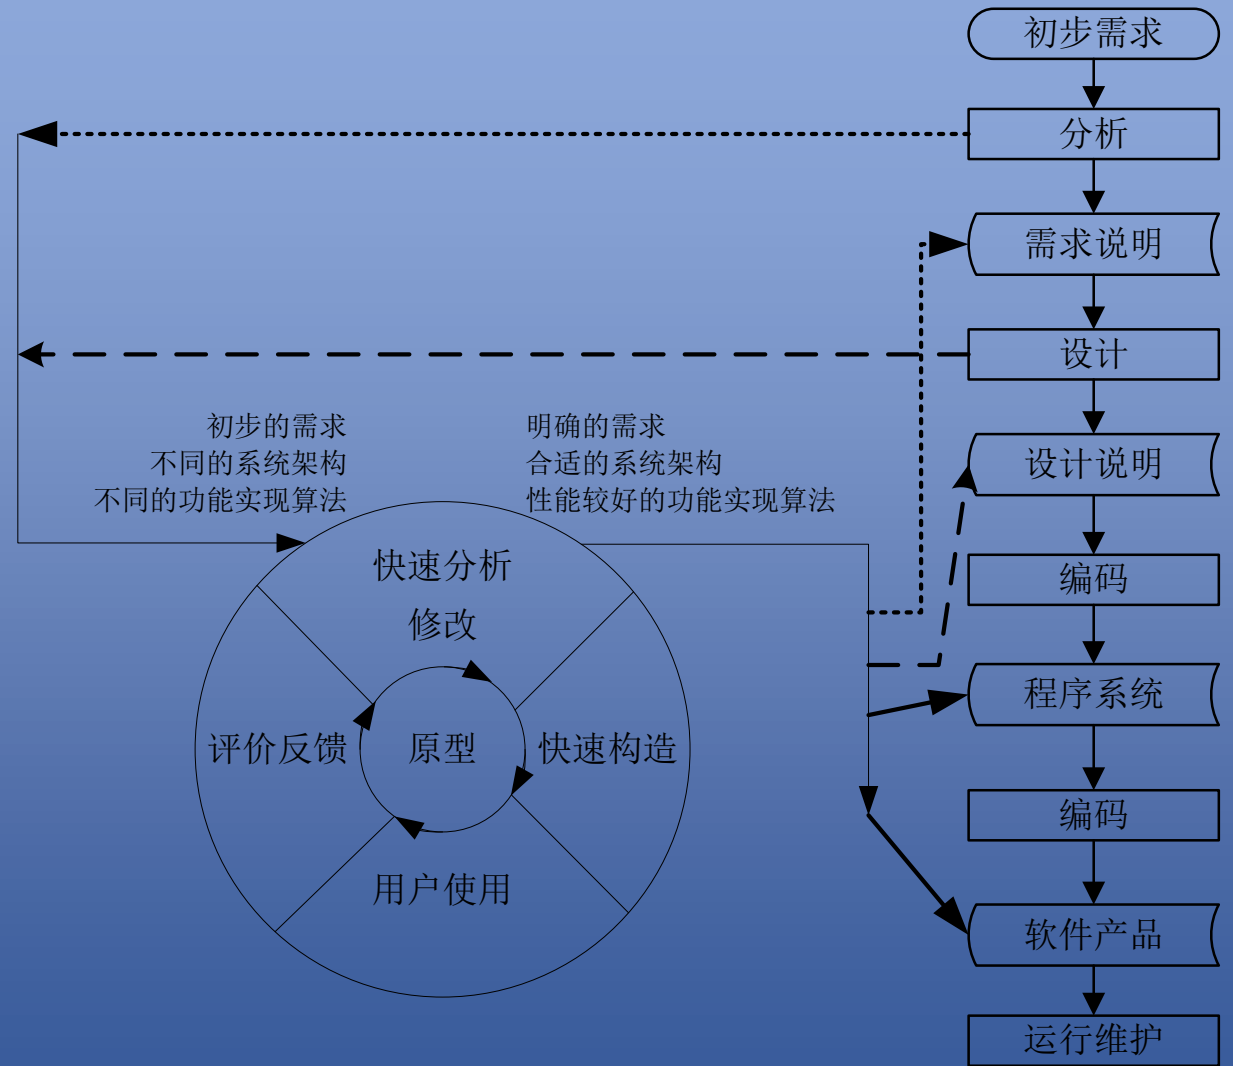 初步需求
分析
需求说明
设计
初步的需求
不同的系统架构
不同的功能实现算法
明确的需求
合适的系统架构
性能较好的功能实现算法
设计说明
快速分析
修改
编码
评价反馈
原型
快速构造
程序系统
用户使用
编码
软件产品
运行维护